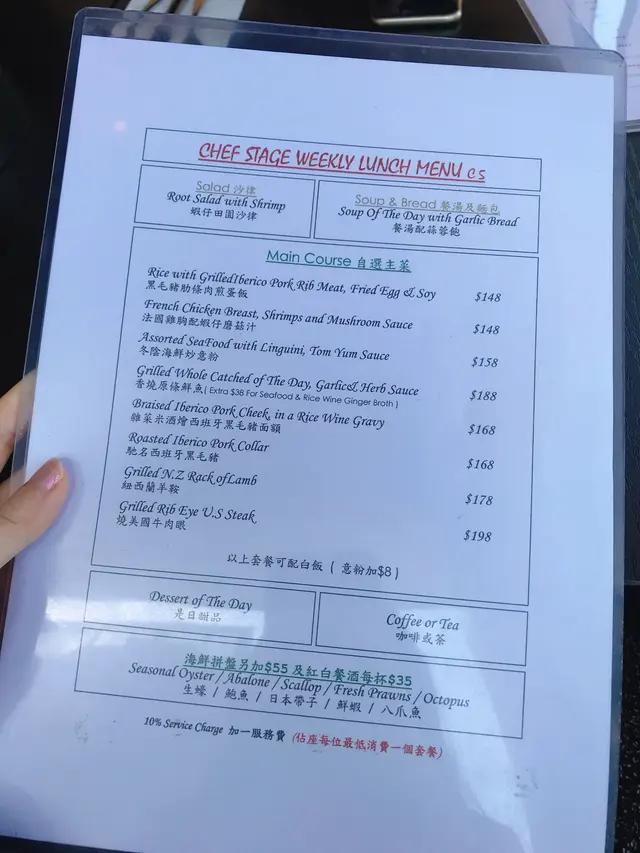 CHEF STAGE WEEKLY LUNCH MENU C5
Salad 沙律
Root Salad with Shrimp
蝦仔田園沙律
Soup & Bread 餐湯及麵包
Soup Of The Day with Garlic Bread
餐湯配蒜蓉飽
Main Course 自選主菜
Rice with GrilledIberico Pork Rib Meat, Fried Egg & Soy $148
黑毛豬肋條肉煎蛋飯
French Chicken Breast, Shrimps and Mushroom Sauce $148
法國雞胸配蝦仔磨菇汁
Assorted SeaFood with Linguini, Tom Yum Sauce $158
冬陰海鮮炒意粉
Grilled Whole Catched of The Day, Garlic& Herb Sauce $188
香燒原條鮮魚( Extra $38 For Seafood & Rice Wine Ginger Broth )
Braised Iberico Pork Cheek, in a Rice Wine Gravy $168
雜菜米酒燴西班牙黑毛豬面頰
Roasted Iberico Pork Collar $168
馳名西班牙黑毛豬
Grilled N.Z Rack of Lamb $178
紐西蘭羊鞍
Grilled Rib Eye U.S Steak $198
燒美國牛肉眼
以上套餐可配白飯 ( 意粉加$8 )
Dessert of The Day
是日甜品
Coffee or Tea
咖啡或茶
海鮮拼盤另加$55 及紅白餐酒每杯$35
Seasonal Oyster / Abalone / Scallop / Fresh Prawns / Octopus
生蠔 / 鮑魚 / 日本帶子 / 鮮蝦 / 八爪魚
10% Service Charge 加一服務費 (佔座每位最低消費一個套餐)